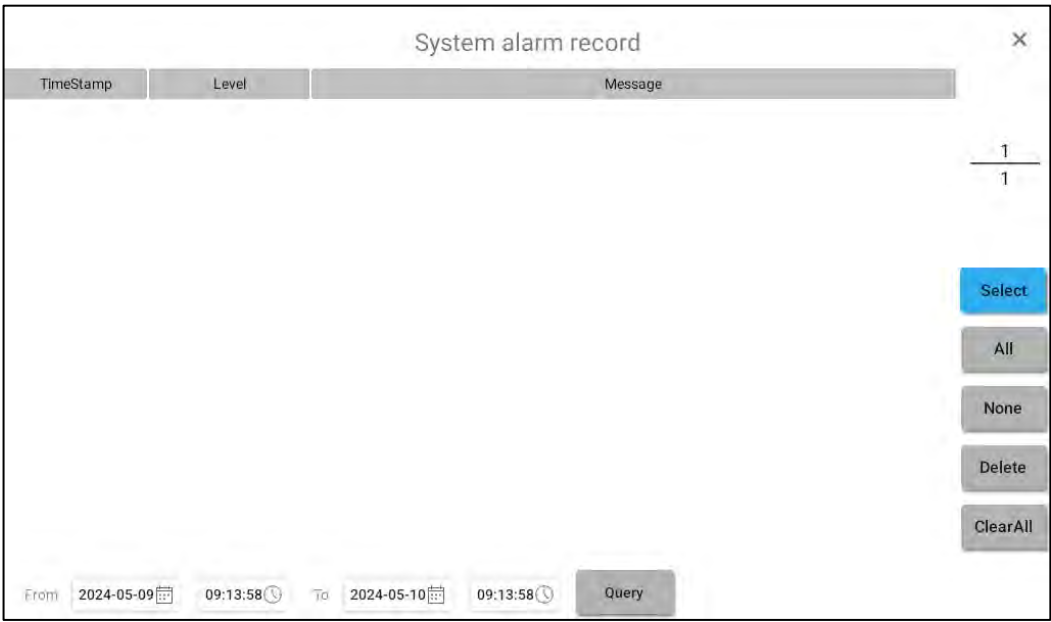 System alarm record
×
TimeStamp Level Message
1
1
Select
All
None
Delete
ClearAll
From 2024-05-09 09:13:58 To 2024-05-10 09:13:58 Query